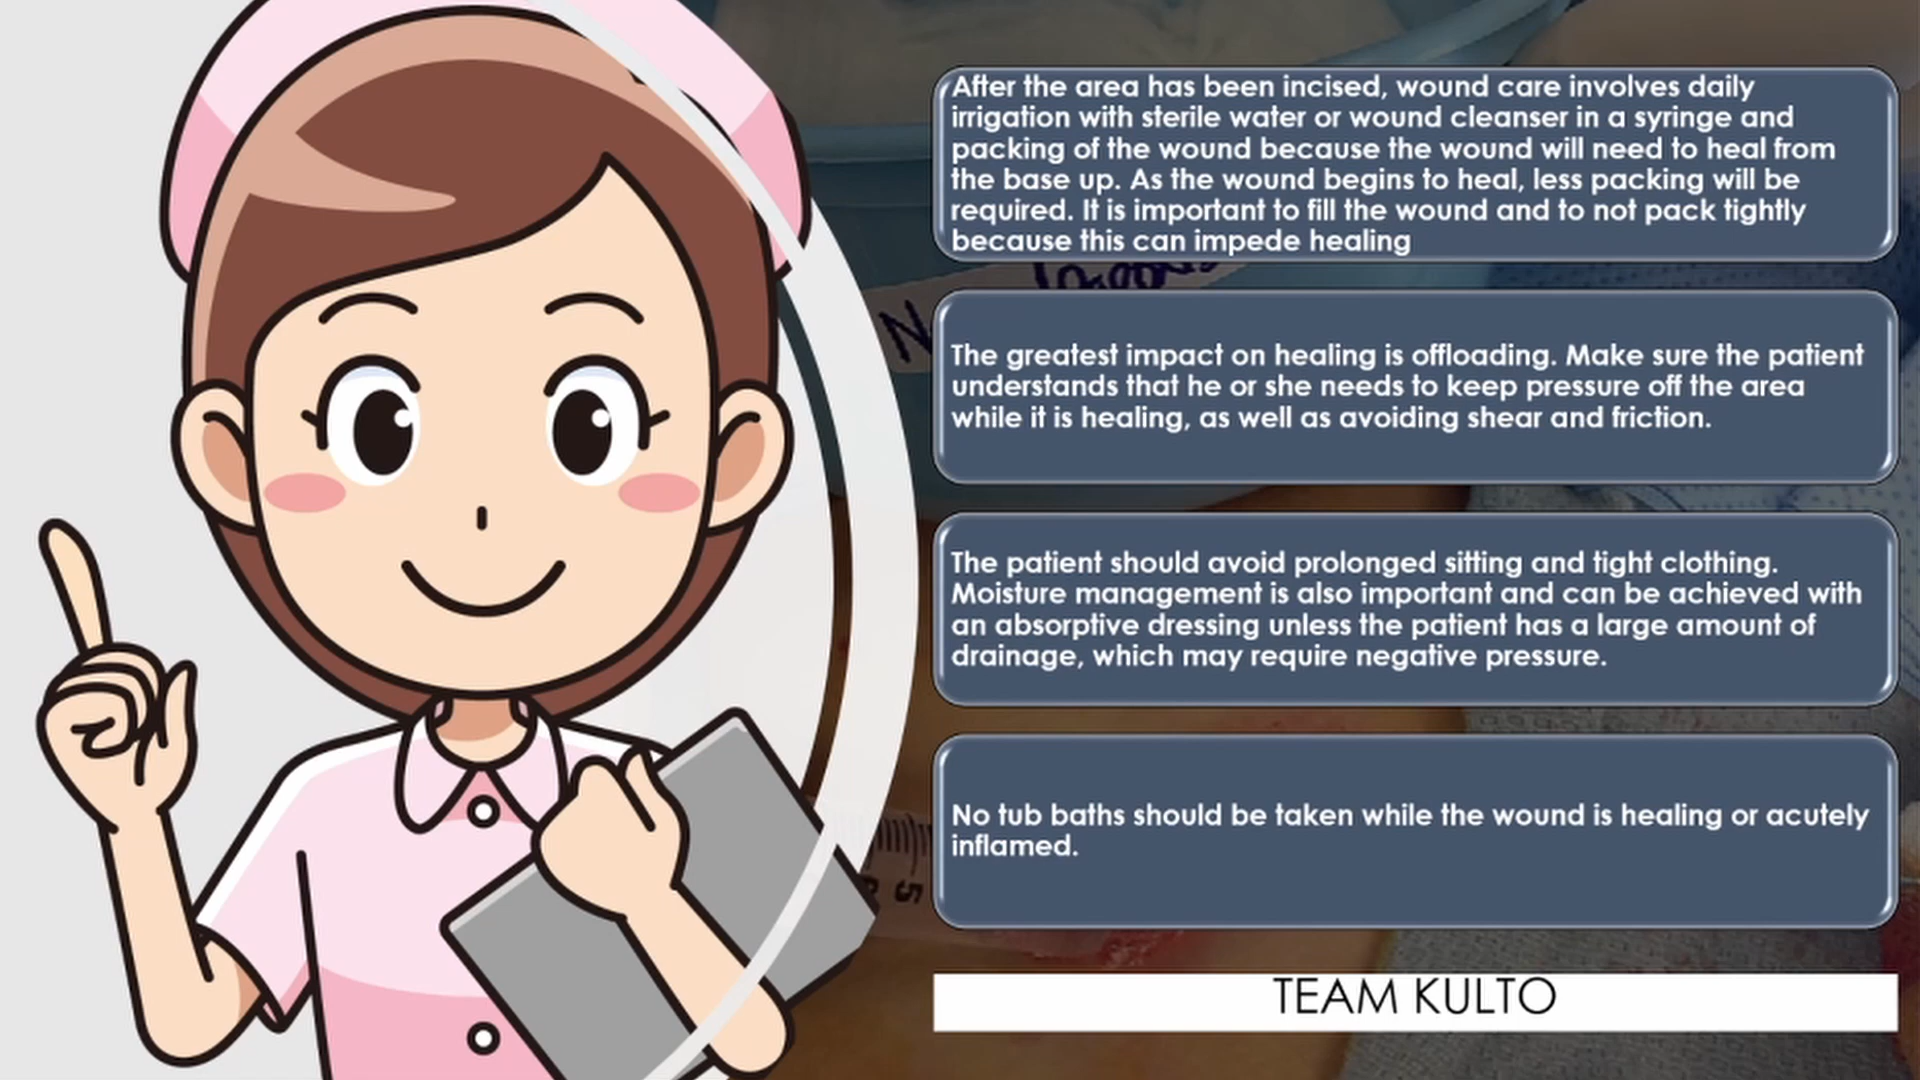 After the area has been incised, wound care involves daily
irrigation with sterile water or wound cleanser in a syringe and
packing of the wound because the wound will need to heal from
the base up. As the wound begins to heal, less packing will be
required. It is important to fill the wound and to not pack tightly
because this can impede healing
The greatest impact on healing is offloading. Make sure the patient
understands that he or she needs to keep pressure off the area
while it is healing, as well as avoiding shear and friction.
The patient should avoid prolonged sitting and tight clothing.
Moisture management is also important and can be achieved with
an absorptive dressing unless the patient has a large amount of
drainage, which may require negative pressure.
No tub baths should be taken while the wound is healing or acutely
inflamed.
5
TEAM KULTO